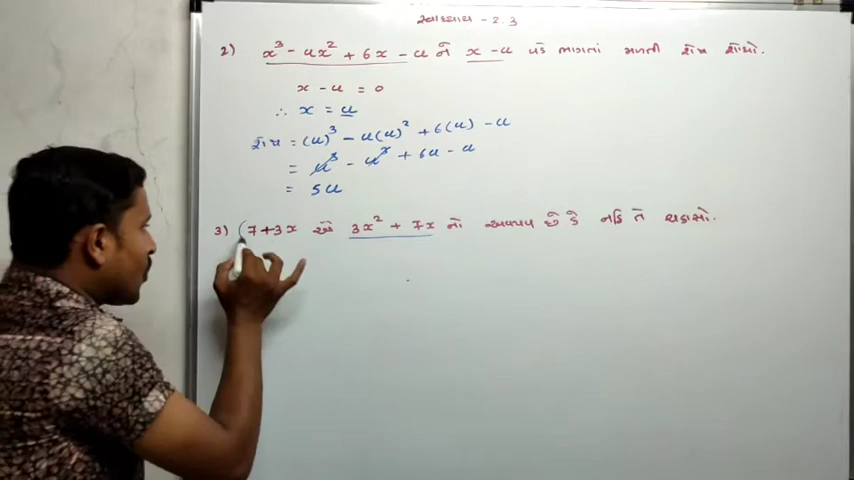 સ્વાધ્યાય - 2.3
2) x³ - ax² + 6x - a ને x - a વડે ભાગતાં મળતી શેષ શોધો.
x - a = 0
∴ x = a
શેષ = (a)³ - a(a)² + 6(a) - a
= a³ - a³ + 6a - a
= 5a
3) (7+3x એ 3x² + 7x નો અવયવ છે કે નહિ તે ચકાસો.